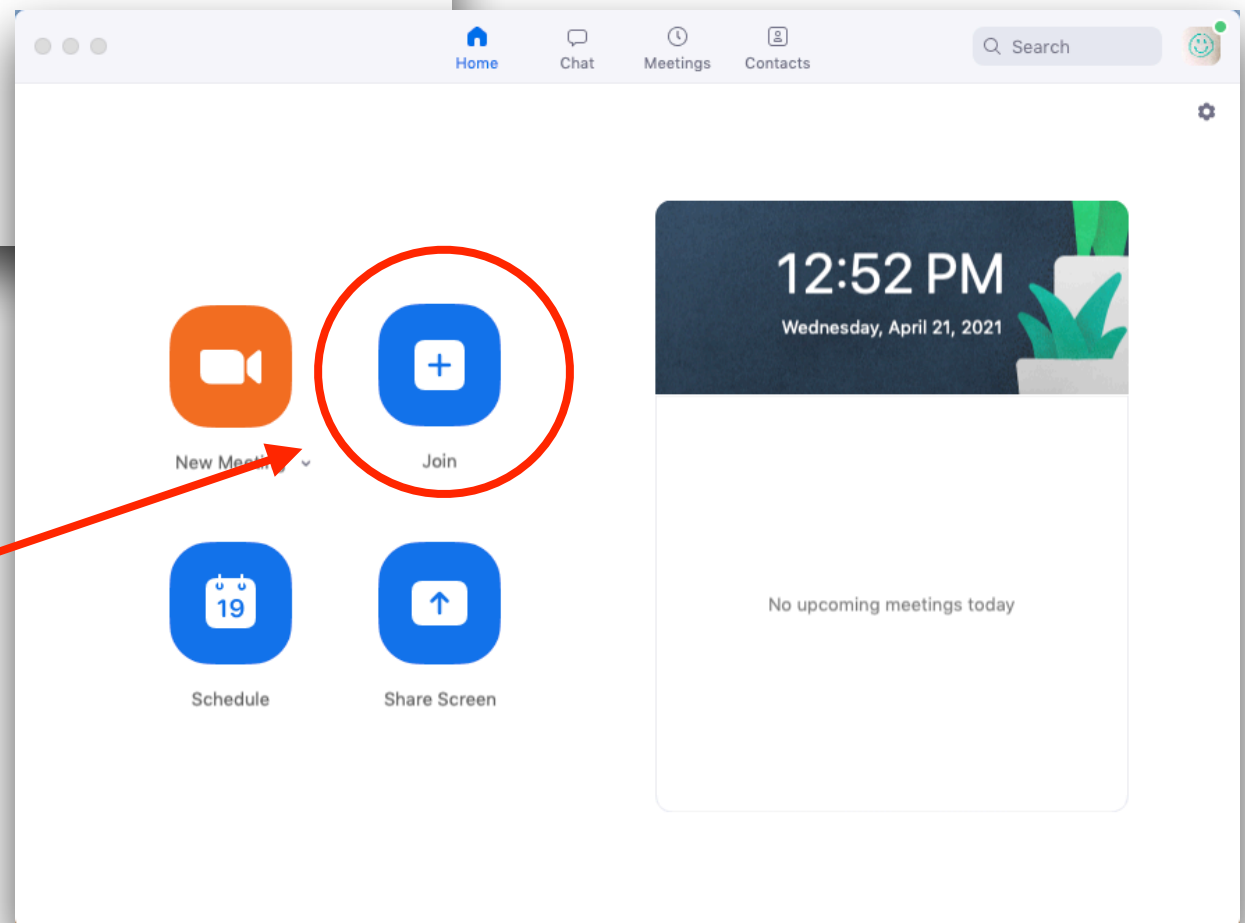 Home
Chat
Meetings
Contacts
Search
12:52 PM
Wednesday, April 21, 2021
New Meeting
Join
No upcoming meetings today
19
Schedule
Share Screen